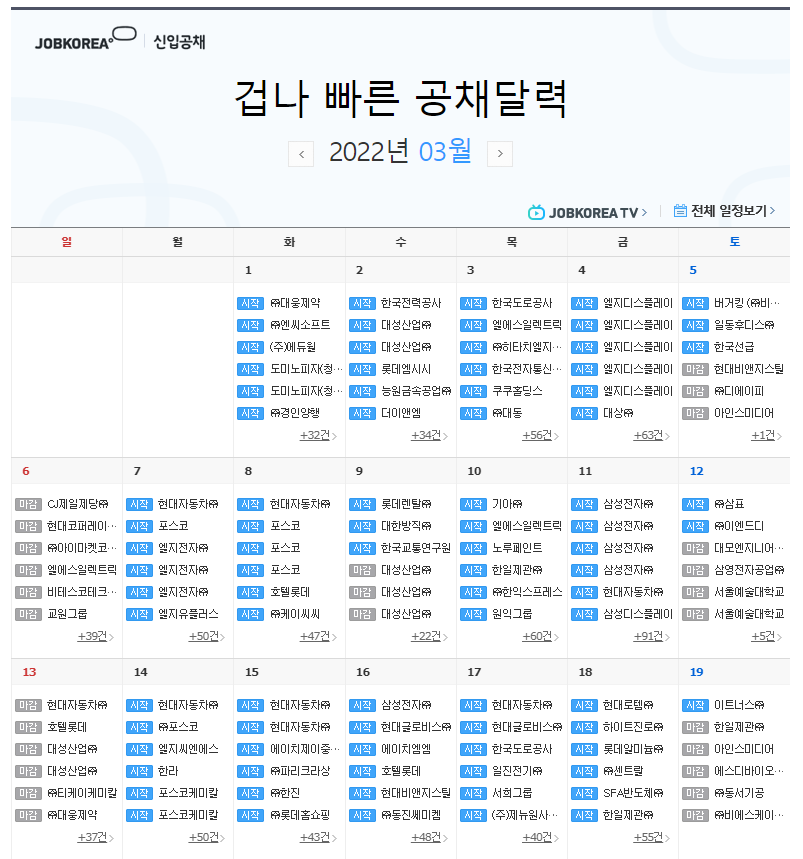 JOBKOREA 신입공채
겁나 빠른 공채달력
< 2022년 03월 >
JOBKOREA TV > 전체 일정보기 >
일 월 화 수 목 금 토
1 2 3 4 5
시작 ㈜대웅제약 시작 한국전력공사 시작 한국도로공사 시작 엘지디스플레이 시작 버거킹 (㈜비···
시작 ㈜엔씨소프트 시작 대성산업㈜ 시작 엘에스일렉트릭 시작 엘지디스플레이 시작 일동후디스㈜
시작 (주)에듀윌 시작 대성산업㈜ 시작 ㈜히타치엘지··· 시작 엘지디스플레이 시작 한국선급
시작 도미노피자(청··· 시작 롯데엠시시 시작 한국전자통신··· 시작 엘지디스플레이 마감 현대비앤지스틸
시작 도미노피자(청··· 시작 능원금속공업㈜ 시작 쿠쿠홀딩스 시작 엘지디스플레이 마감 ㈜디에이피
시작 ㈜경인양행 시작 더이앤엠 시작 ㈜대동 시작 대상㈜ 마감 아인스미디어
+32건 > +34건 > +56건 > +63건 > +1건 >
6 7 8 9 10 11 12
마감 CJ제일제당㈜ 시작 현대자동차㈜ 시작 현대자동차㈜ 시작 롯데렌탈㈜ 시작 기아㈜ 시작 삼성전자㈜ 시작 ㈜삼표
마감 현대코퍼레이··· 시작 포스코 시작 포스코 시작 대한방직㈜ 시작 엘에스일렉트릭 시작 삼성전자㈜ 시작 ㈜이엔드디
마감 ㈜아이마켓코··· 시작 엘지전자㈜ 시작 포스코 시작 한국교통연구원 시작 노루페인트 시작 삼성전자㈜ 마감 대모엔지니어···
마감 엘에스일렉트릭 시작 엘지전자㈜ 시작 포스코 마감 대성산업㈜ 시작 한일제관㈜ 시작 삼성전자㈜ 마감 삼영전자공업㈜
마감 비테스코테크··· 시작 엘지전자㈜ 시작 호텔롯데 마감 대성산업㈜ 시작 ㈜한익스프레스 시작 현대자동차㈜ 마감 서울예술대학교
마감 교원그룹 시작 엘지유플러스 시작 ㈜케이씨씨 마감 대성산업㈜ 시작 원익그룹 시작 삼성디스플레이 마감 서울예술대학교
+39건 > +50건 > +47건 > +22건 > +60건 > +91건 > +5건 >
13 14 15 16 17 18 19
마감 현대자동차㈜ 시작 현대자동차㈜ 시작 현대자동차㈜ 시작 삼성전자㈜ 시작 현대자동차㈜ 시작 현대로템㈜ 시작 이트너스㈜
마감 호텔롯데 시작 ㈜포스코 시작 현대자동차㈜ 시작 현대글로비스㈜ 시작 현대글로비스㈜ 시작 하이트진로㈜ 마감 한일제관㈜
마감 대성산업㈜ 시작 엘지씨엔에스 시작 에이치제이중··· 시작 에이치엠엠 시작 한국도로공사 시작 롯데알미늄㈜ 마감 아인스미디어
마감 대성산업㈜ 시작 한라 시작 ㈜파리크라상 시작 호텔롯데 시작 일진전기㈜ 시작 ㈜센트랄 마감 에스디바이오···
마감 ㈜티케이케미칼 시작 포스코케미칼 시작 ㈜한진 시작 현대비앤지스틸 시작 서희그룹 시작 SFA반도체㈜ 마감 ㈜동서기공
마감 ㈜대웅제약 시작 포스코케미칼 시작 ㈜롯데홈쇼핑 시작 ㈜동진쎄미켐 시작 (주)제뉴원사··· 시작 한일제관㈜ 마감 ㈜비에스케이···
+37건 > +50건 > +43건 > +48건 > +40건 > +55건 >